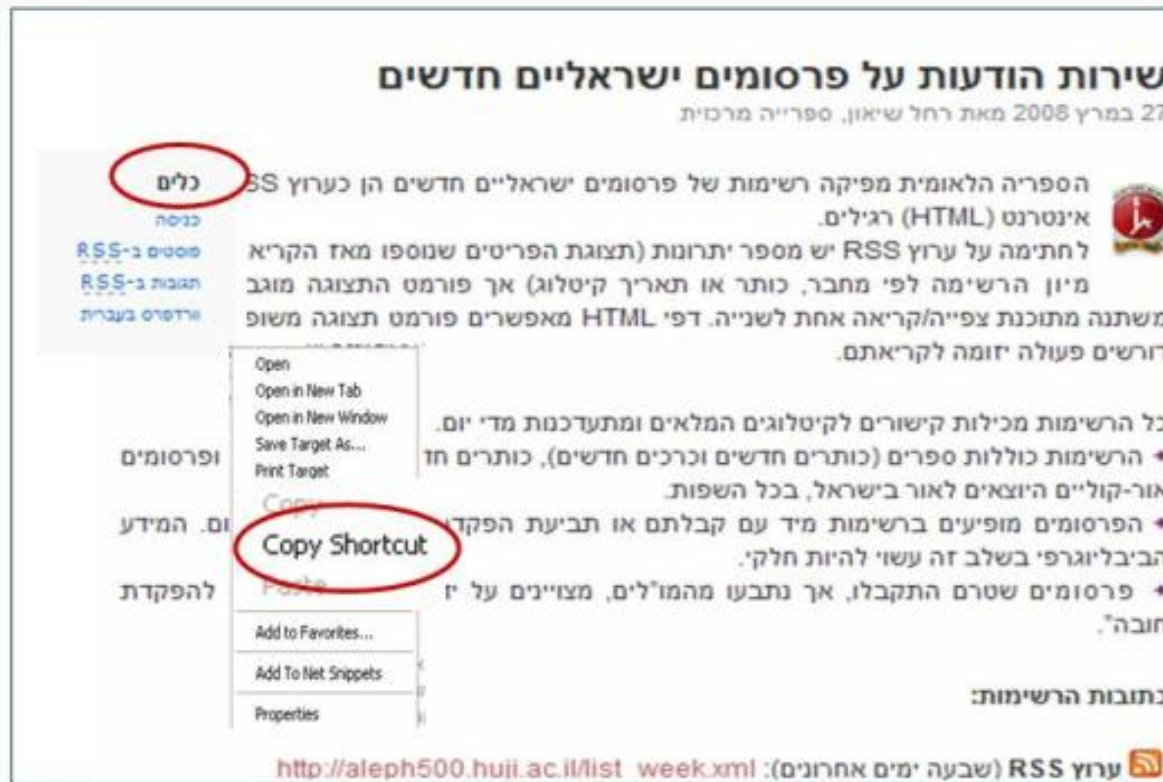 שירות הודעות על פרסומים ישראליים חדשים
27 במרץ 2008 מאת רחל שיאון, ספרייה מרכזית
הספריה הלאומית מפיקה רשימות של פרסומים ישראליים חדשים הן כערוץ SS
אינטרנט (HTML) רגילים.
לחתימה על ערוץ RSS יש מספר יתרונות (תצוגת הפריטים שנוספו מאז הקריא
מיון הרשימה לפי מחבר, כותר או תאריך קיטלוג) אך פורמט התצוגה מוגב
משתנה מתוכנת צפייה/קריאה אחת לשנייה. דפי HTML מאפשרים פורמט תצוגה משופ
דורשים פעולה יזומה לקריאתם.
כלים
כניסה
פוסטים ב-RSS
תגובות ב-RSS
וורדפרס בעברית
Open
Open in New Tab
Open in New Window
Save Target As...
Print Target
Copy
Copy Shortcut
Paste
Add to Favorites...
Add To Net Snippets
Properties
כל הרשימות מכילות קישורים לקיטלוגים המלאים ומתעדכנות מדי יום.
הרשימות כוללות ספרים (כותרים חדשים וכרכים חדשים), כותרים חד ופרסומים
אור-קוליים היוצאים לאור בישראל, בכל השפות.
הפרסומים מופיעים ברשימות מיד עם קבלתם או תביעת הפקדו ום. המידע
הביבליוגרפי בשלב זה עשוי להיות חלקי.
פרסומים שטרם התקבלו, אך נתבעו מהמו"לים, מצויינים על יד להפקדת
חובה".
כתובות הרשימות:
ערוץ RSS (שבעה ימים אחרונים): http://aleph500.huji.ac.il/list_week.xml